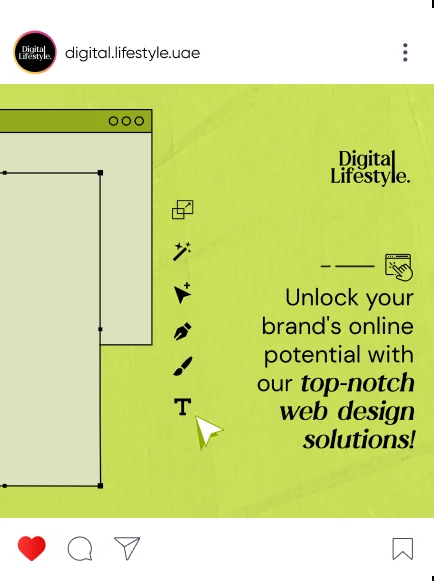 Digital
Lifestyle.
digital.lifestyle.uae
Digital
Lifestyle.
Unlock your
brand's online
potential with
our top-notch
web design
solutions!
T